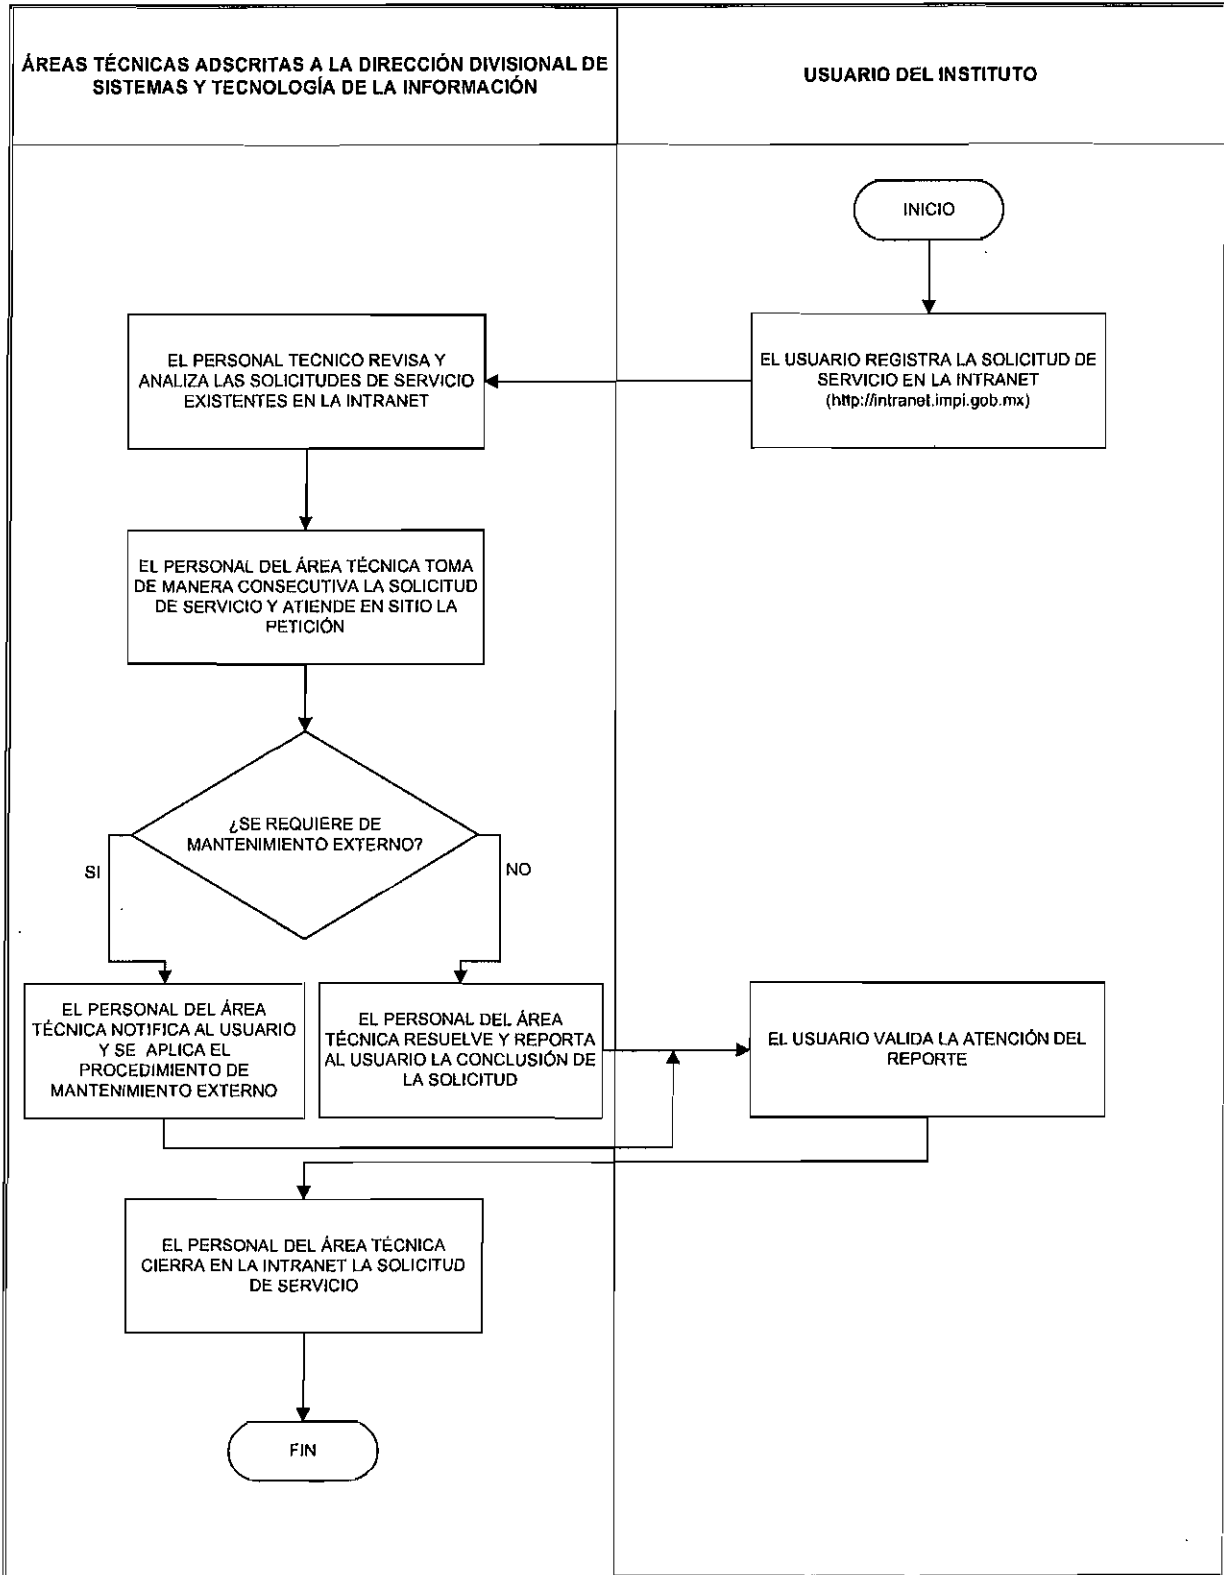 ÁREAS TÉCNICAS ADSCRITAS A LA DIRECCIÓN DIVISIONAL DE
SISTEMAS Y TECNOLOGÍA DE LA INFORMACIÓN
USUARIO DEL INSTITUTO
INICIO
EL USUARIO REGISTRA LA SOLICITUD DE
SERVICIO EN LA INTRANET
(http://intranet.impi.gob.mx)
EL PERSONAL TECNICO REVISA Y
ANALIZA LAS SOLICITUDES DE SERVICIO
EXISTENTES EN LA INTRANET
EL PERSONAL DEL ÁREA TÉCNICA TOMA
DE MANERA CONSECUTIVA LA SOLICITUD
DE SERVICIO Y ATIENDE EN SITIO LA
PETICIÓN
¿SE REQUIERE DE
MANTENIMIENTO EXTERNO?
SI
NO
EL PERSONAL DEL ÁREA
TÉCNICA NOTIFICA AL USUARIO
Y SE APLICA EL
PROCEDIMIENTO DE
MANTENIMIENTO EXTERNO
EL PERSONAL DEL ÁREA
TÉCNICA RESUELVE Y REPORTA
AL USUARIO LA CONCLUSIÓN DE
LA SOLICITUD
EL USUARIO VALIDA LA ATENCIÓN DEL
REPORTE
EL PERSONAL DEL ÁREA TÉCNICA
CIERRA EN LA INTRANET LA SOLICITUD
DE SERVICIO
FIN